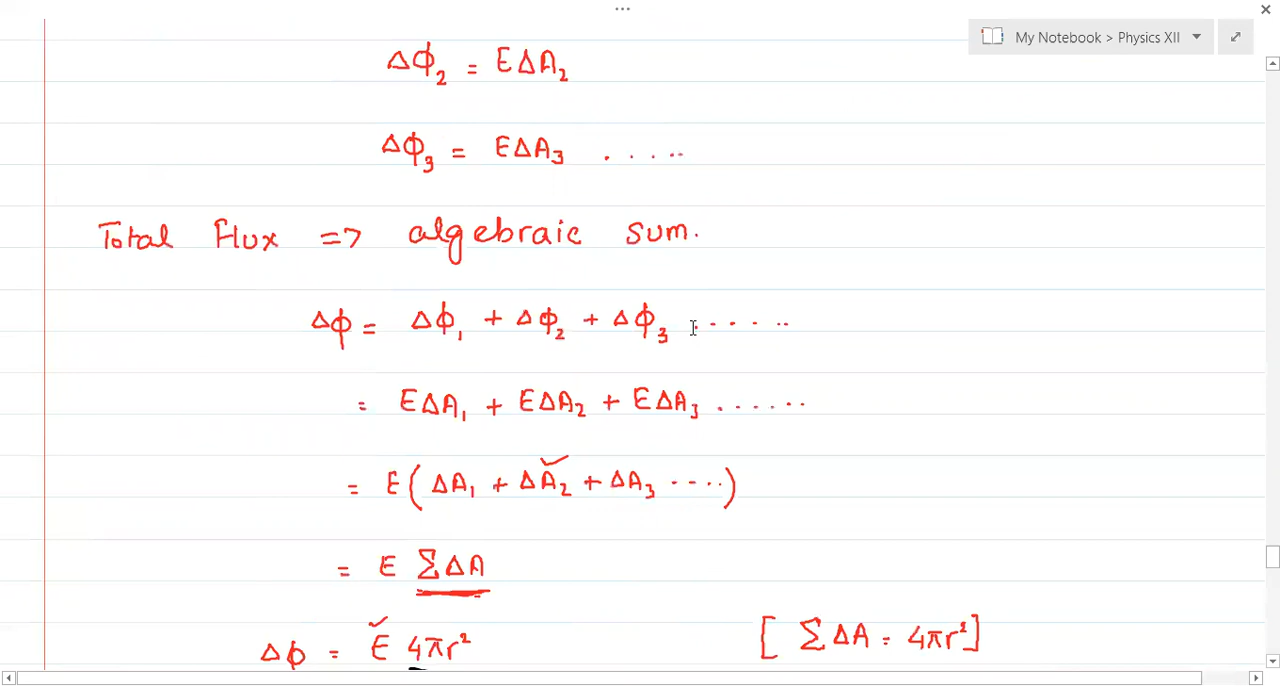 My Notebook > Physics XII
Δϕ₂ = EΔA₂
Δϕ₃ = EΔA₃ .....
Total Flux => algebraic sum.
Δϕ = Δϕ₁ + Δϕ₂ + Δϕ₃ ......
= EΔA₁ + EΔA₂ + EΔA₃ ......
= E(ΔA₁ + ΔA₂ + ΔA₃ ....)
= E ΣΔA
Δϕ = E 4πr² [ ΣΔA = 4πr²]